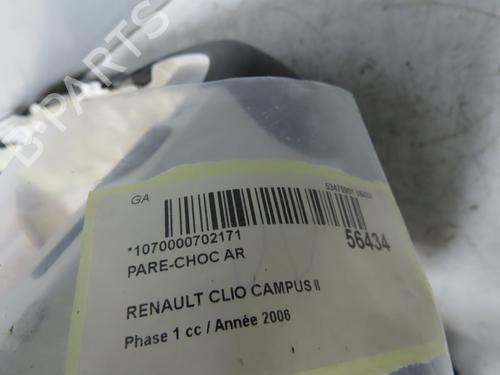 B-PARTS
GA
*1070000702171
56434
PARE-CHOC AR
RENAULT CLIO CAMPUS II
Phase 1 cc / Année 2006